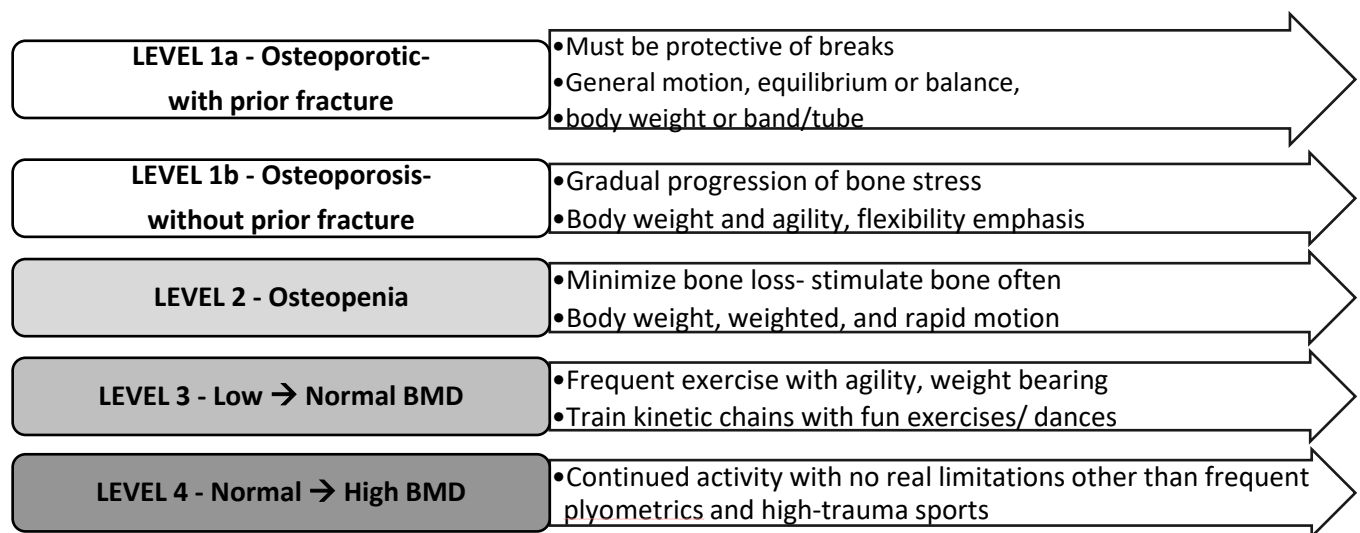 LEVEL 1a - Osteoporotic-
with prior fracture
•Must be protective of breaks
•General motion, equilibrium or balance,
•body weight or band/tube
LEVEL 1b - Osteoporosis-
without prior fracture
•Gradual progression of bone stress
•Body weight and agility, flexibility emphasis
LEVEL 2 - Osteopenia
•Minimize bone loss- stimulate bone often
•Body weight, weighted, and rapid motion
LEVEL 3 - Low → Normal BMD
•Frequent exercise with agility, weight bearing
•Train kinetic chains with fun exercises/ dances
LEVEL 4 - Normal → High BMD
•Continued activity with no real limitations other than frequent
plyometrics and high-trauma sports